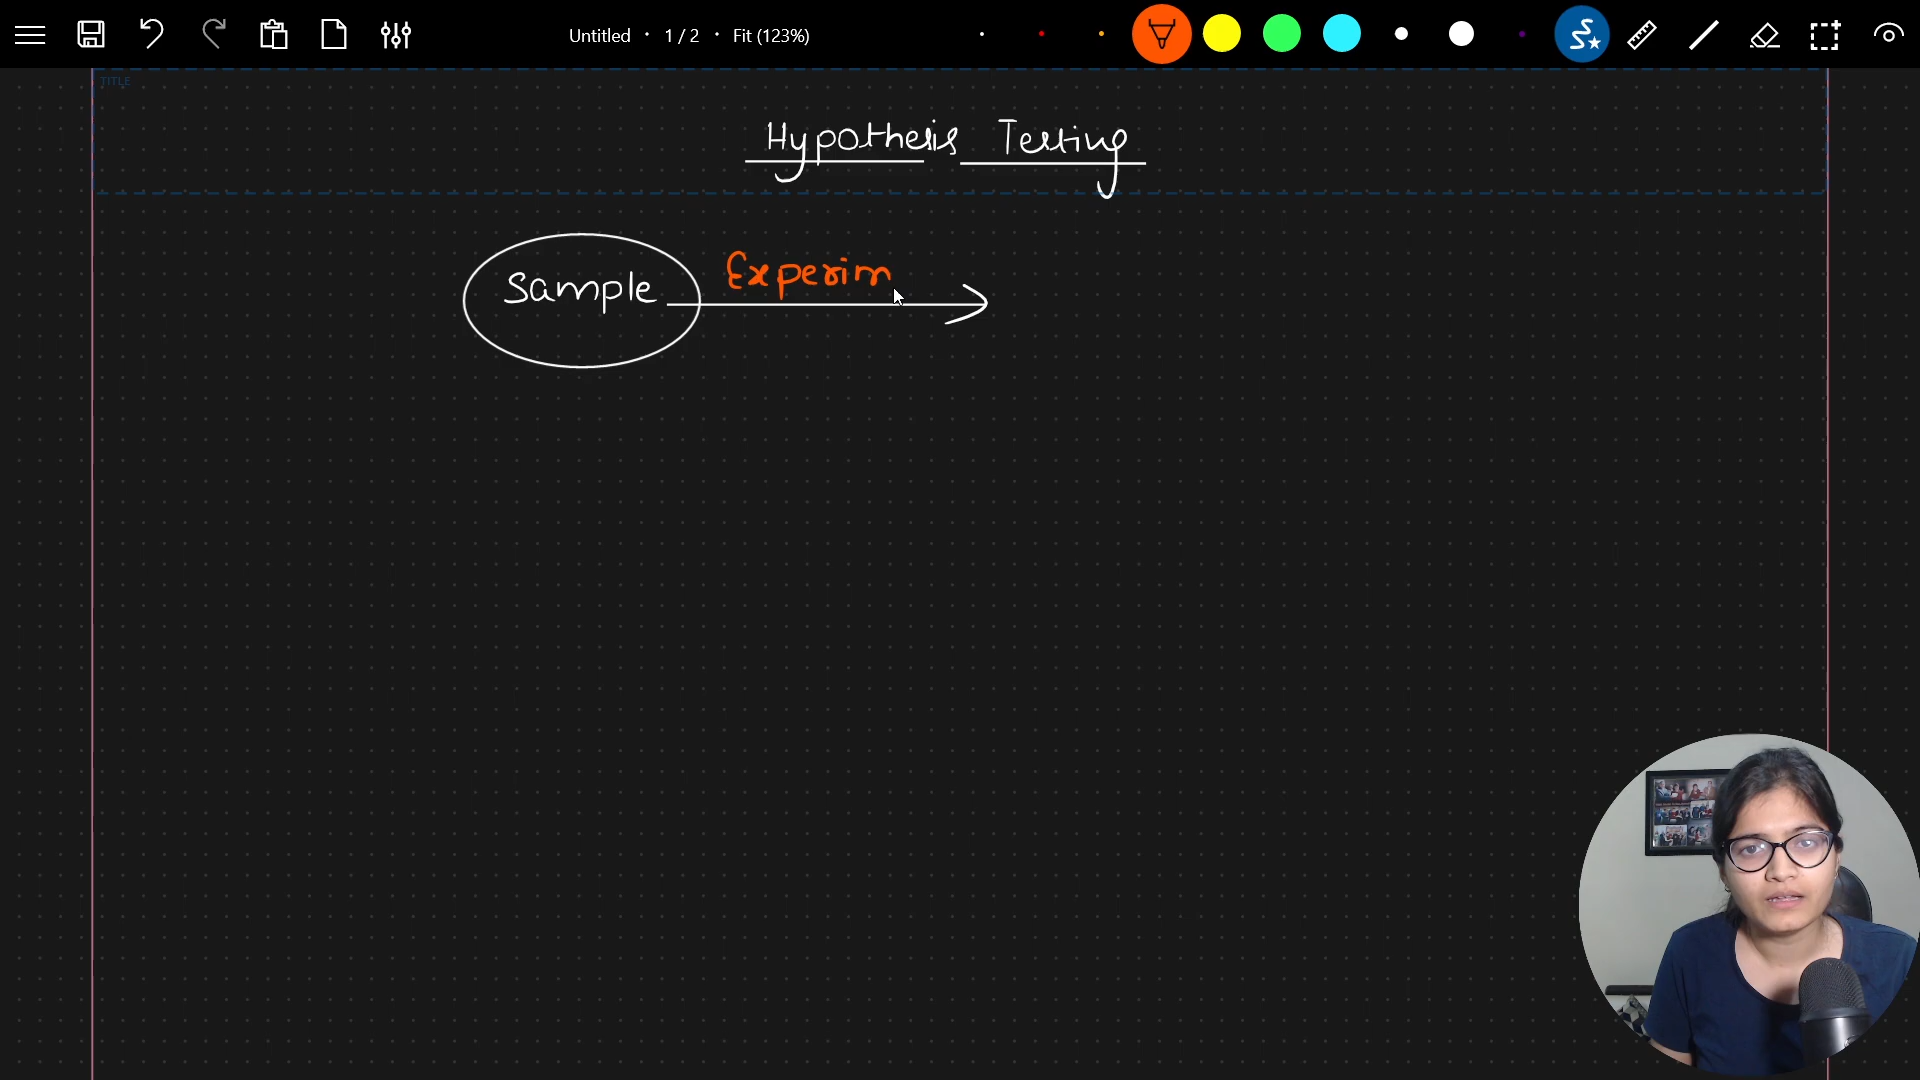 Untitled • 1 / 2 • Fit (123%)
TITLE
Hypothesis Testing
Sample Experim